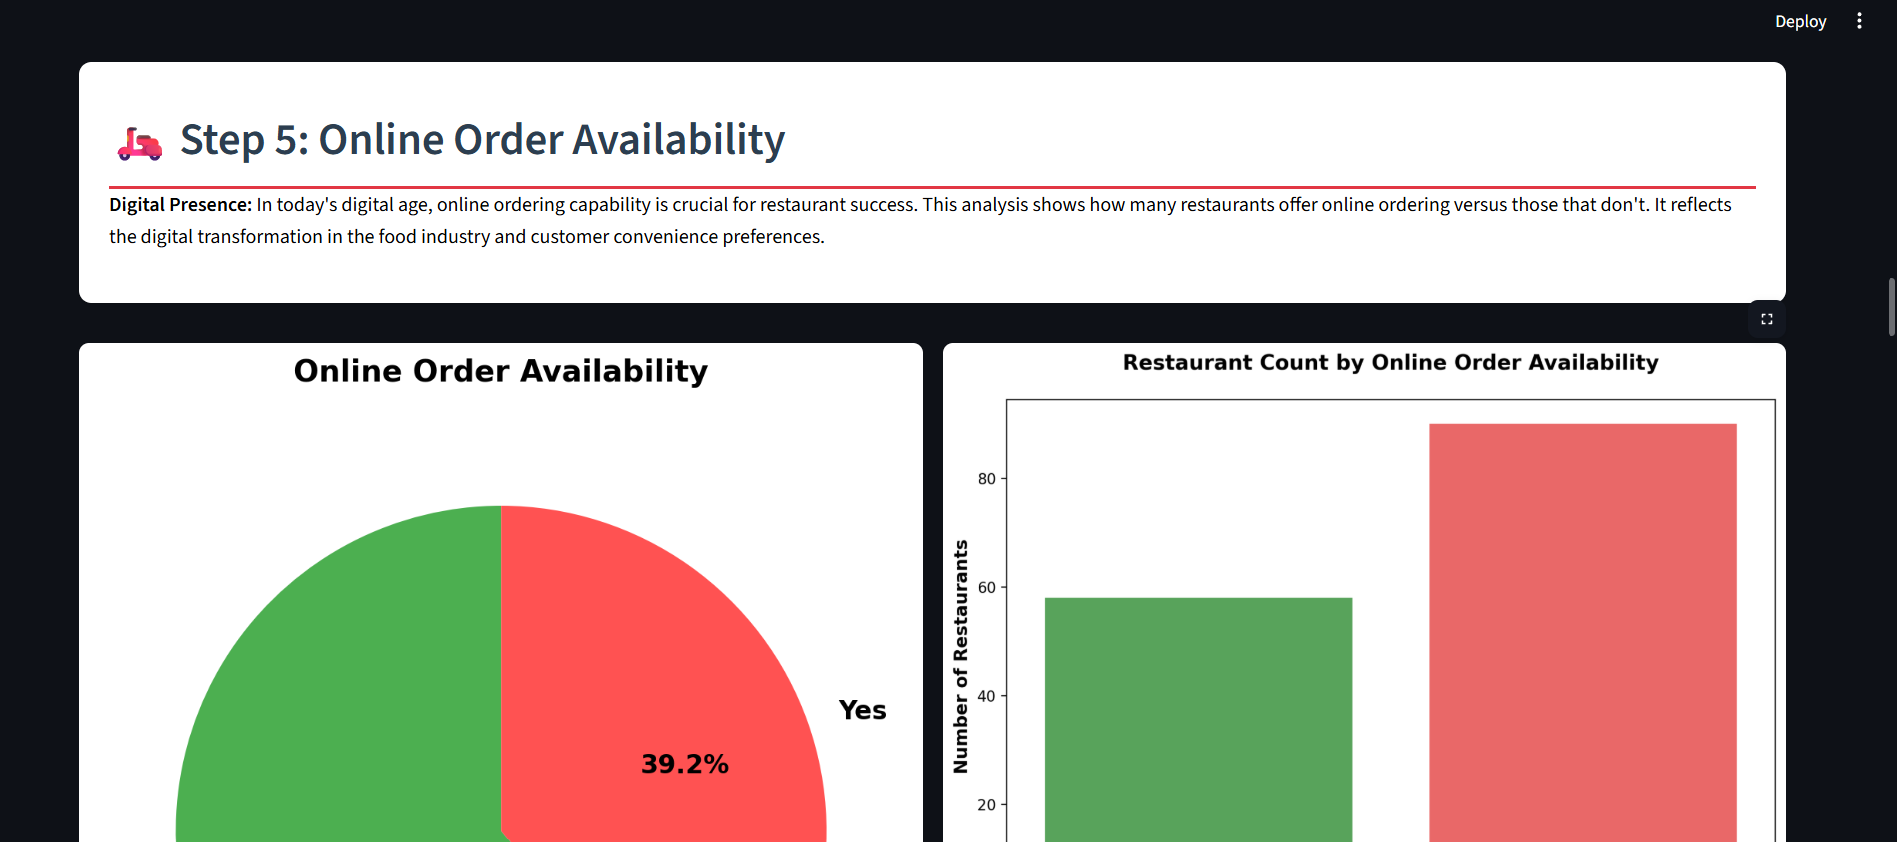 Deploy
Step 5: Online Order Availability
Digital Presence: In today's digital age, online ordering capability is crucial for restaurant success. This analysis shows how many restaurants offer online ordering versus those that don't. It reflects
the digital transformation in the food industry and customer convenience preferences.
Online Order Availability
Yes
39.2%
Restaurant Count by Online Order Availability
Number of Restaurants
80
60
40
20